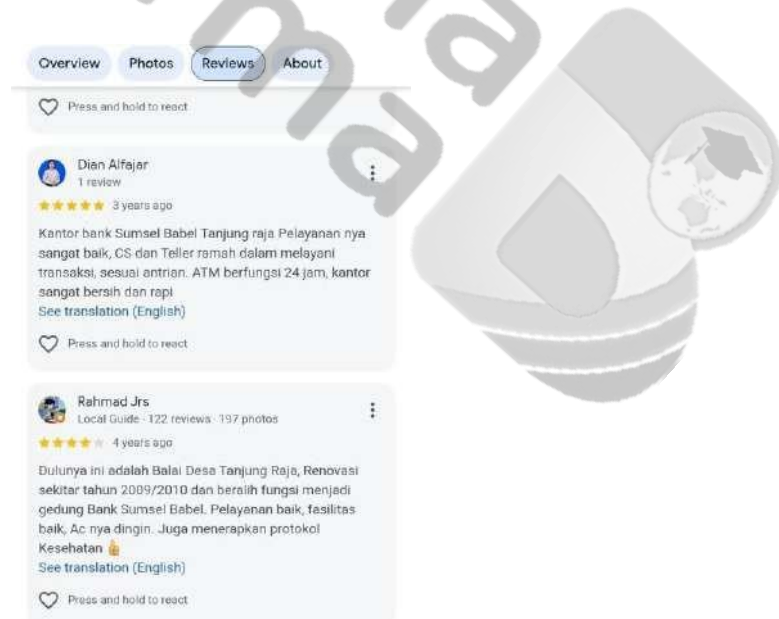 Overview Photos Reviews About
Press and hold to react
Dian Alfajar
1 review
3 years ago
Kantor bank Sumsel Babel Tanjung raja Pelayanan nya
sangat baik, CS dan Teller ramah dalam melayani
transaksi, sesuai antrian. ATM berfungsi 24 jam, kantor
sangat bersih dan rapi
See translation (English)
Press and hold to react
Rahmad Jrs
Local Guide · 122 reviews · 197 photos
4 years ago
Dulunya ini adalah Balai Desa Tanjung Raja, Renovasi
sekitar tahun 2009/2010 dan beralih fungsi menjadi
gedung Bank Sumsel Babel. Pelayanan baik, fasilitas
baik, Ac nya dingin. Juga menerapkan protokol
Kesehatan 👍
See translation (English)
Press and hold to react